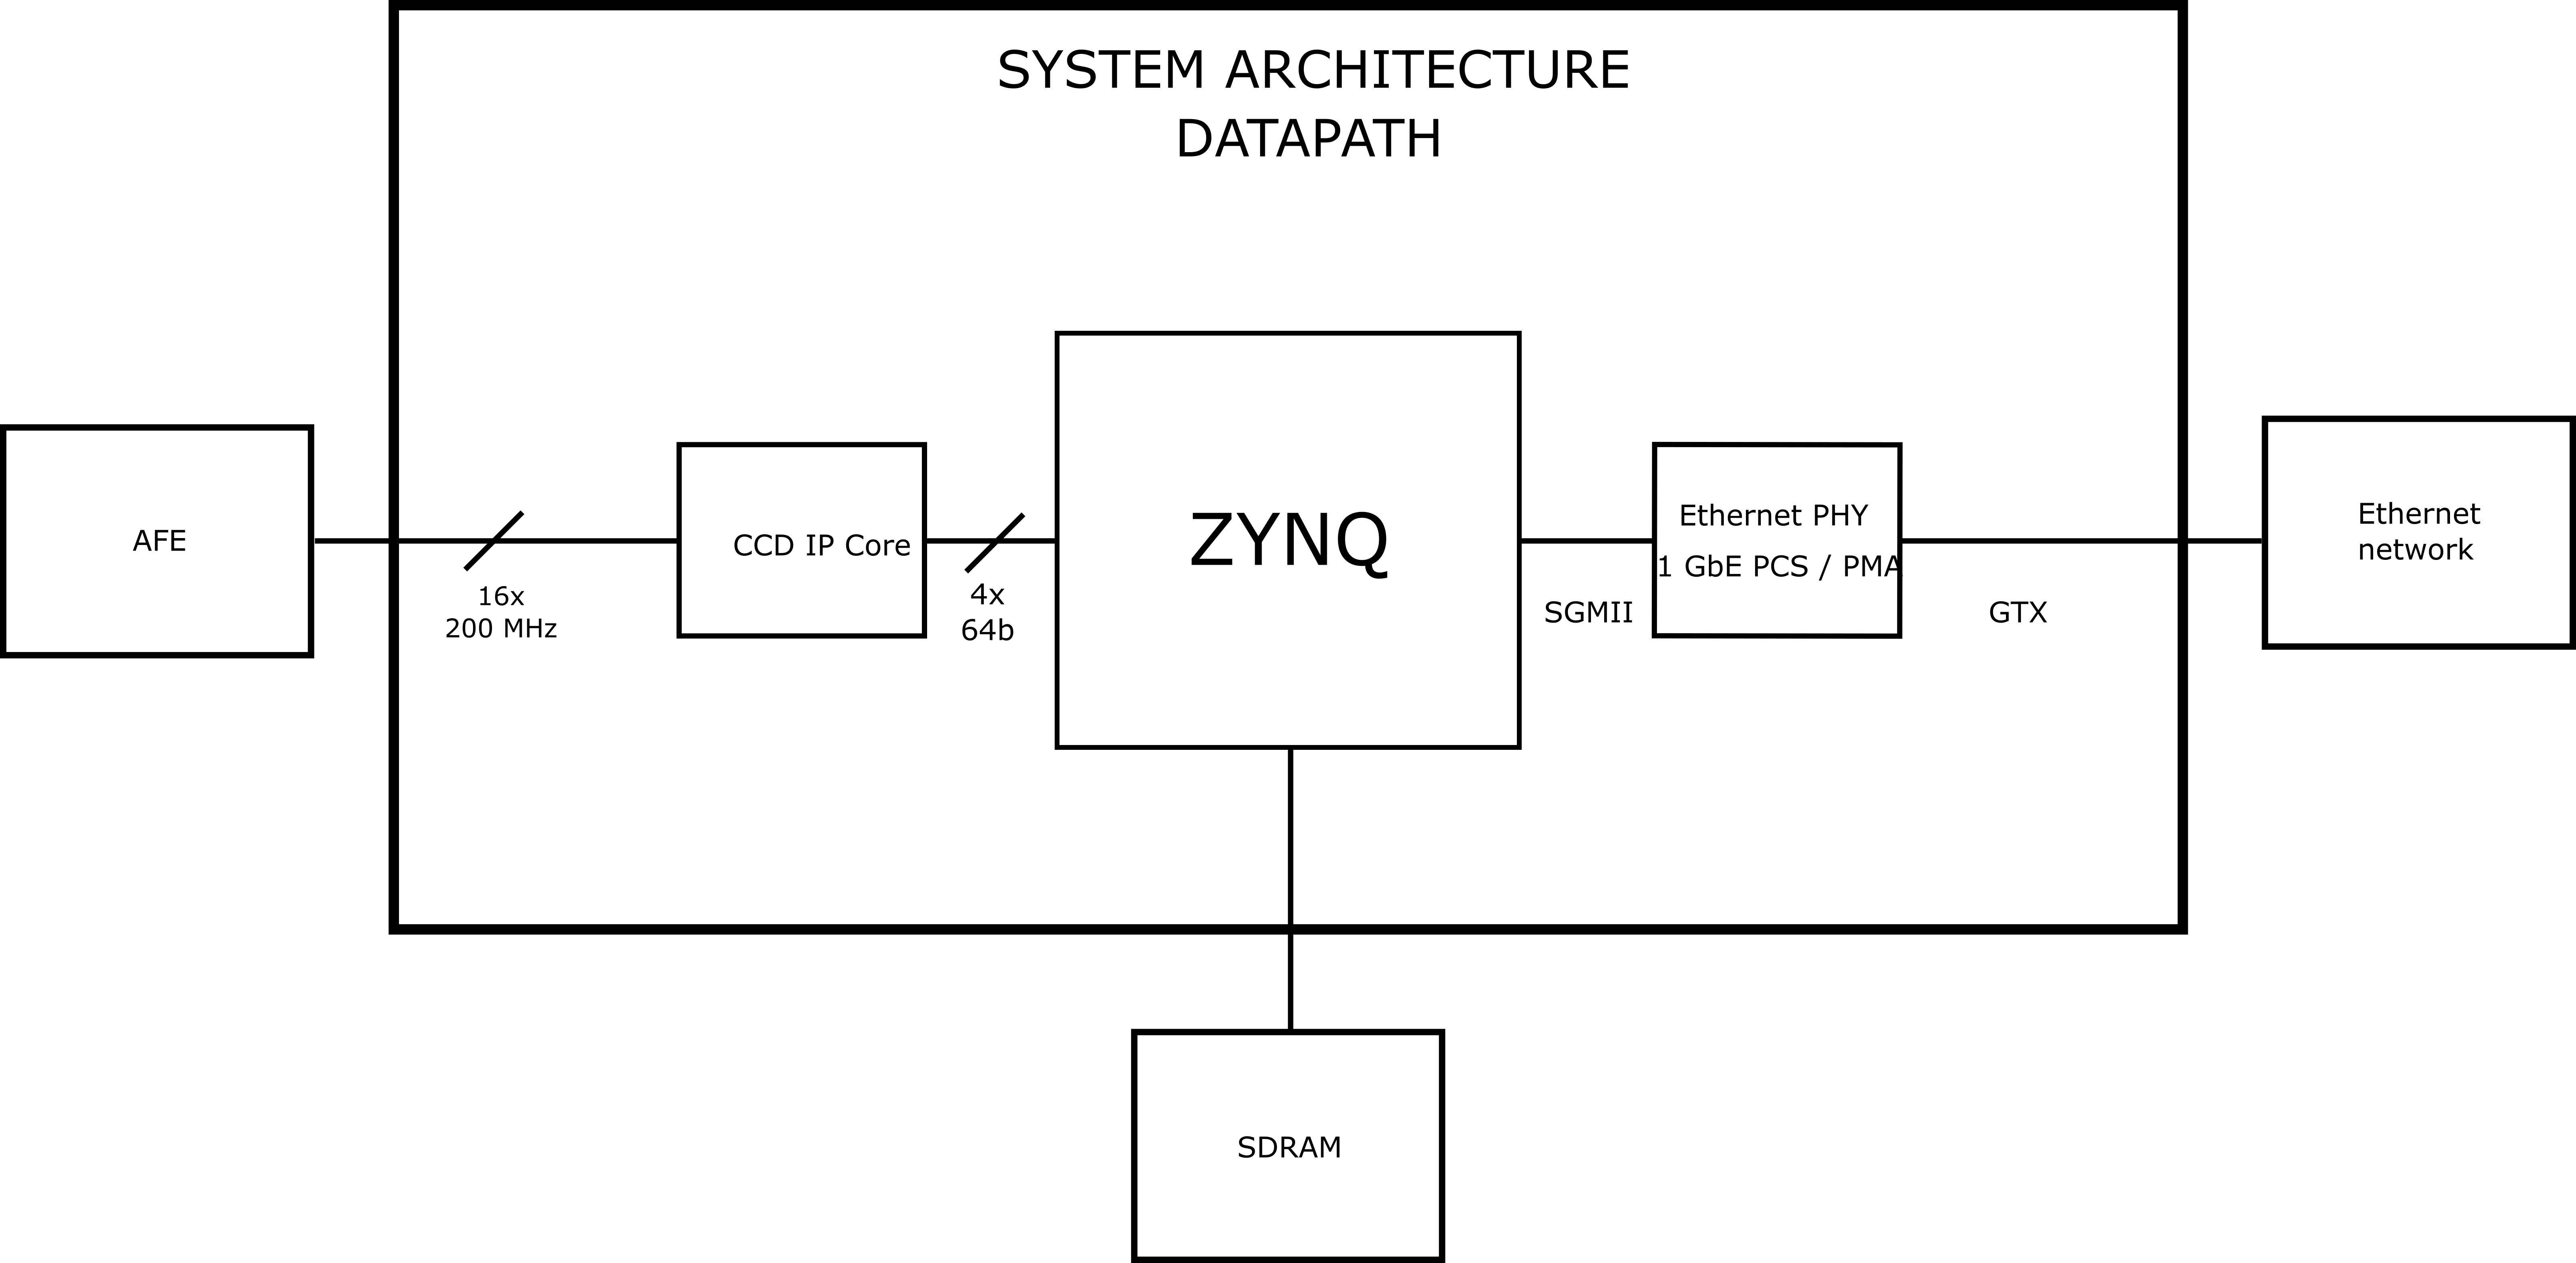 SYSTEM ARCHITECTURE
DATAPATH
AFE
16x
200 MHz
CCD IP Core
4x
64b
ZYNQ
SGMII
Ethernet PHY
1 GbE PCS / PMA
GTX
Ethernet
network
SDRAM